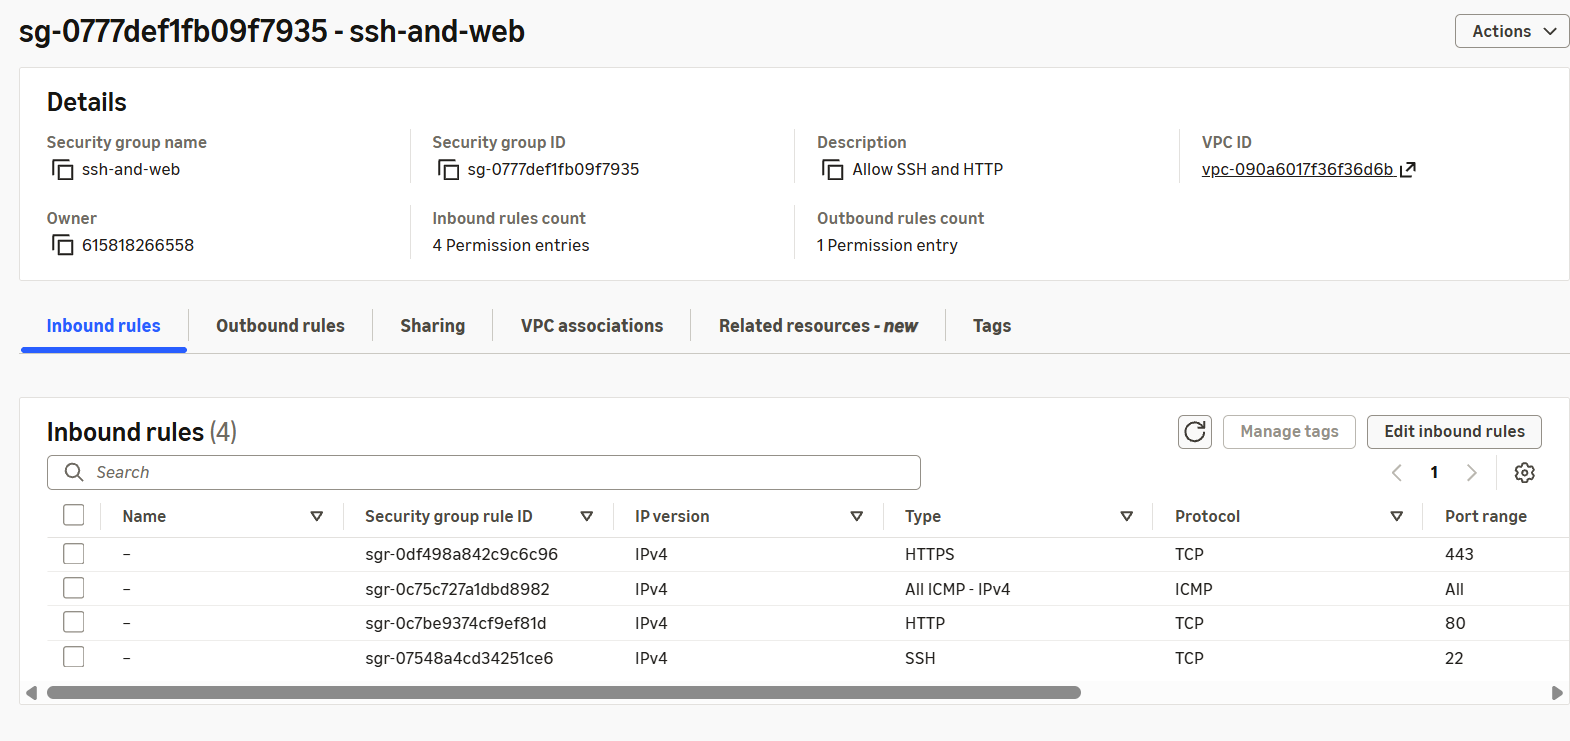 sg-0777def1fb09f7935 - ssh-and-web
Actions
Details
Security group name
ssh-and-web
Security group ID
sg-0777def1fb09f7935
Description
Allow SSH and HTTP
VPC ID
vpc-090a6017f36f36d6b
Owner
615818266558
Inbound rules count
4 Permission entries
Outbound rules count
1 Permission entry
Inbound rules Outbound rules Sharing VPC associations Related resources - new Tags
Inbound rules (4)
Manage tags
Edit inbound rules
Search
1
Name Security group rule ID IP version Type Protocol Port range
– sgr-0df498a842c9c6c96 IPv4 HTTPS TCP 443
– sgr-0c75c727a1dbd8982 IPv4 All ICMP - IPv4 ICMP All
– sgr-0c7be9374cf9ef81d IPv4 HTTP TCP 80
– sgr-07548a4cd34251ce6 IPv4 SSH TCP 22